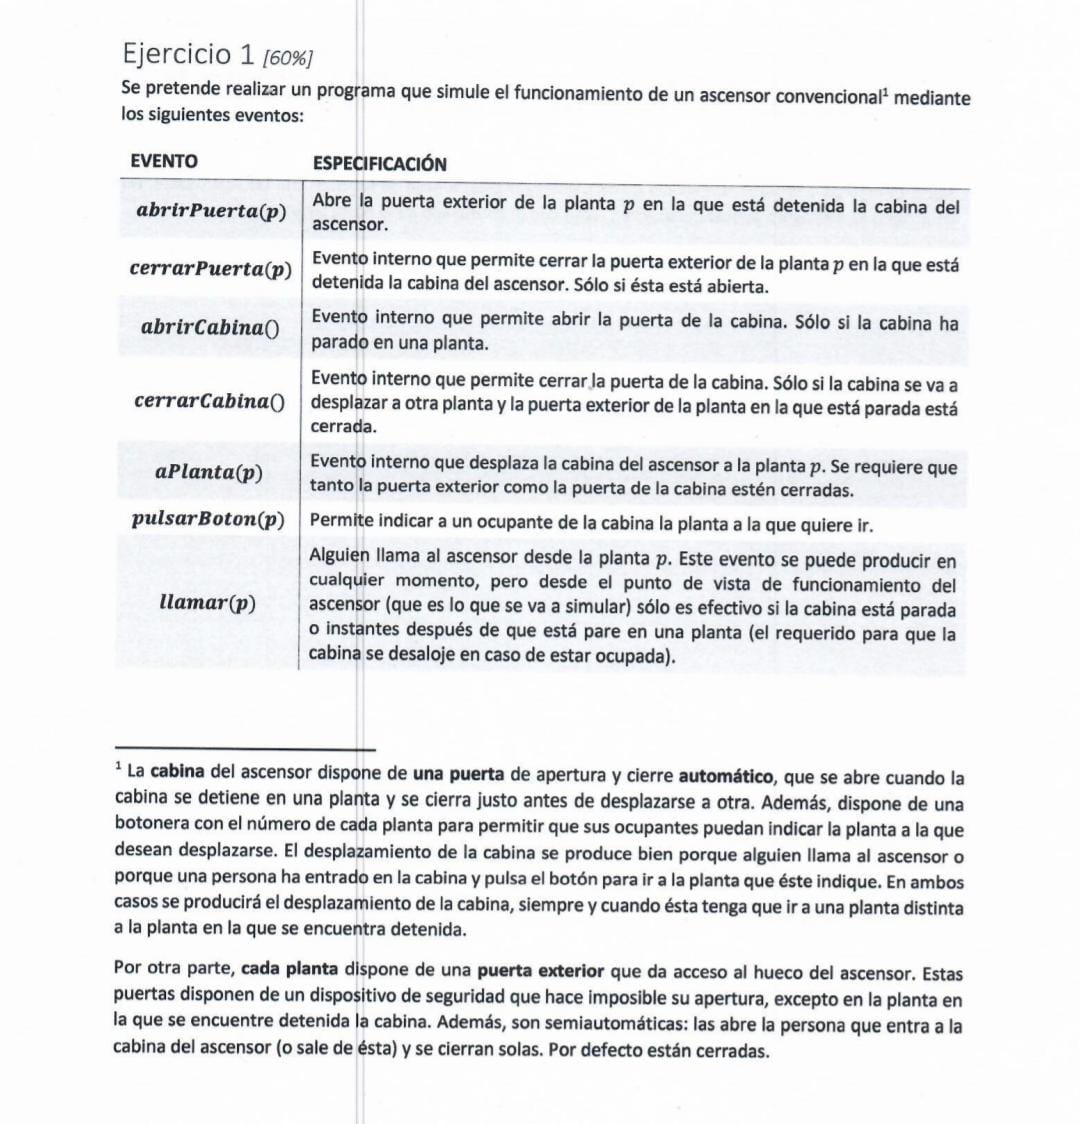 Ejercicio 1 [60%]
Se pretende realizar un programa que simule el funcionamiento de un ascensor convencional¹ mediante
los siguientes eventos:
EVENTO ESPECIFICACIÓN
abrirPuerta(p) Abre la puerta exterior de la planta p en la que está detenida la cabina del
ascensor.
cerrarPuerta(p) Evento interno que permite cerrar la puerta exterior de la planta p en la que está
detenida la cabina del ascensor. Sólo si ésta está abierta.
abrirCabina() Evento interno que permite abrir la puerta de la cabina. Sólo si la cabina ha
parado en una planta.
cerrarCabina() Evento interno que permite cerrar la puerta de la cabina. Sólo si la cabina se va a
desplazar a otra planta y la puerta exterior de la planta en la que está parada está
cerrada.
aPlanta(p) Evento interno que desplaza la cabina del ascensor a la planta p. Se requiere que
tanto la puerta exterior como la puerta de la cabina estén cerradas.
pulsarBoton(p) Permite indicar a un ocupante de la cabina la planta a la que quiere ir.
llamar(p) Alguien llama al ascensor desde la planta p. Este evento se puede producir en
cualquier momento, pero desde el punto de vista de funcionamiento del
ascensor (que es lo que se va a simular) sólo es efectivo si la cabina está parada
o instantes después de que está pare en una planta (el requerido para que la
cabina se desaloje en caso de estar ocupada).
¹ La cabina del ascensor dispone de una puerta de apertura y cierre automático, que se abre cuando la
cabina se detiene en una planta y se cierra justo antes de desplazarse a otra. Además, dispone de una
botonera con el número de cada planta para permitir que sus ocupantes puedan indicar la planta a la que
desean desplazarse. El desplazamiento de la cabina se produce bien porque alguien llama al ascensor o
porque una persona ha entrado en la cabina y pulsa el botón para ir a la planta que éste indique. En ambos
casos se producirá el desplazamiento de la cabina, siempre y cuando ésta tenga que ir a una planta distinta
a la planta en la que se encuentra detenida.
Por otra parte, cada planta dispone de una puerta exterior que da acceso al hueco del ascensor. Estas
puertas disponen de un dispositivo de seguridad que hace imposible su apertura, excepto en la planta en
la que se encuentre detenida la cabina. Además, son semiautomáticas: las abre la persona que entra a la
cabina del ascensor (o sale de ésta) y se cierran solas. Por defecto están cerradas.